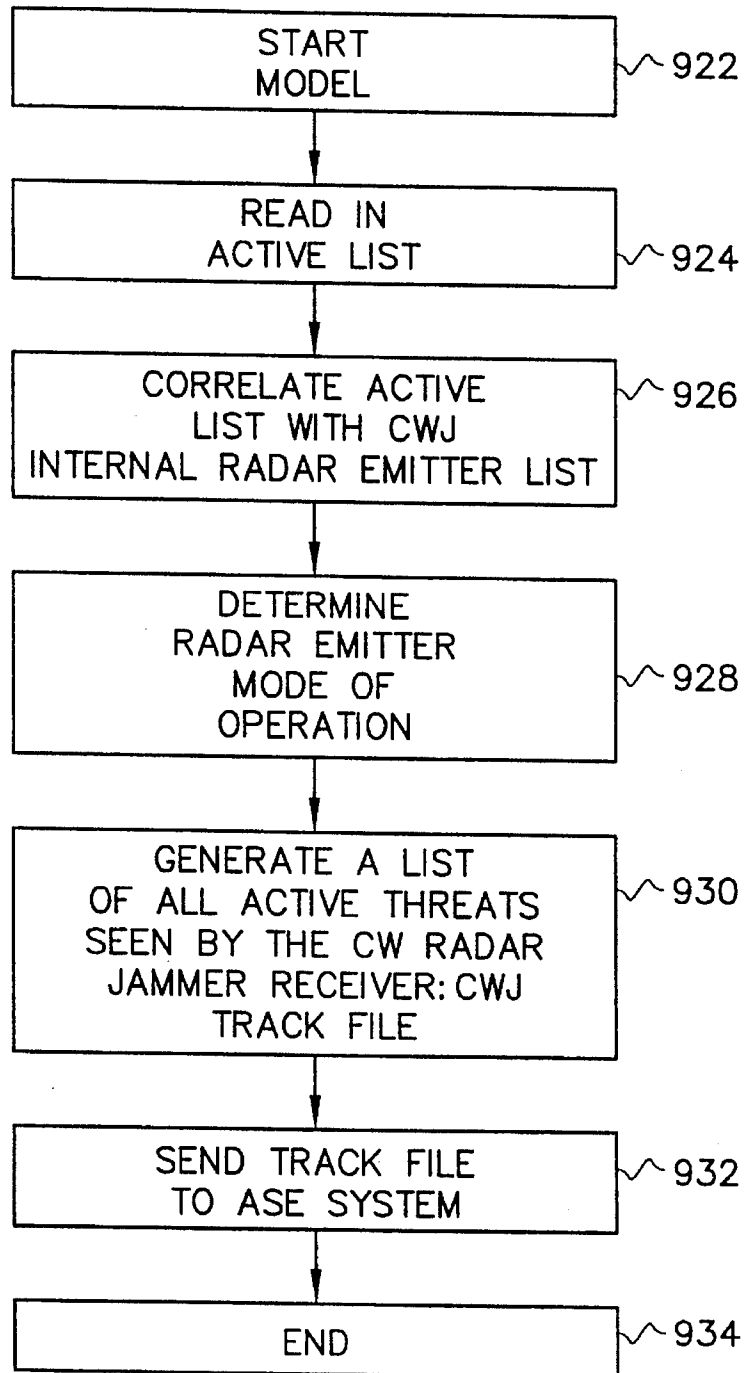 START
MODEL
922
READ IN
ACTIVE LIST
924
CORRELATE ACTIVE
LIST WITH CWJ
INTERNAL RADAR EMITTER LIST
926
DETERMINE
RADAR EMITTER
MODE OF
OPERATION
928
GENERATE A LIST
OF ALL ACTIVE THREATS
SEEN BY THE CW RADAR
JAMMER RECEIVER: CWJ
TRACK FILE
930
SEND TRACK FILE
TO ASE SYSTEM
932
END
934